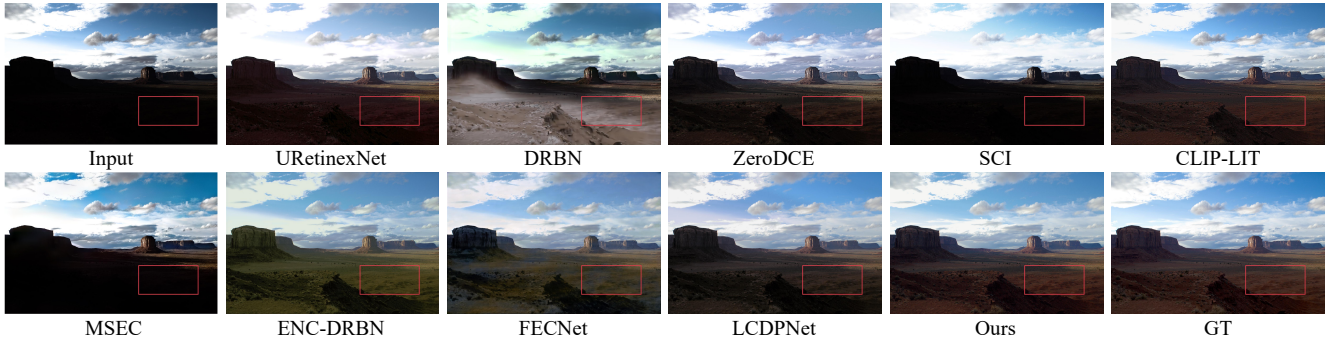 Input URetinexNet DRBN ZeroDCE SCI CLIP-LIT
MSEC ENC-DRBN FECNet LCDPNet Ours GT